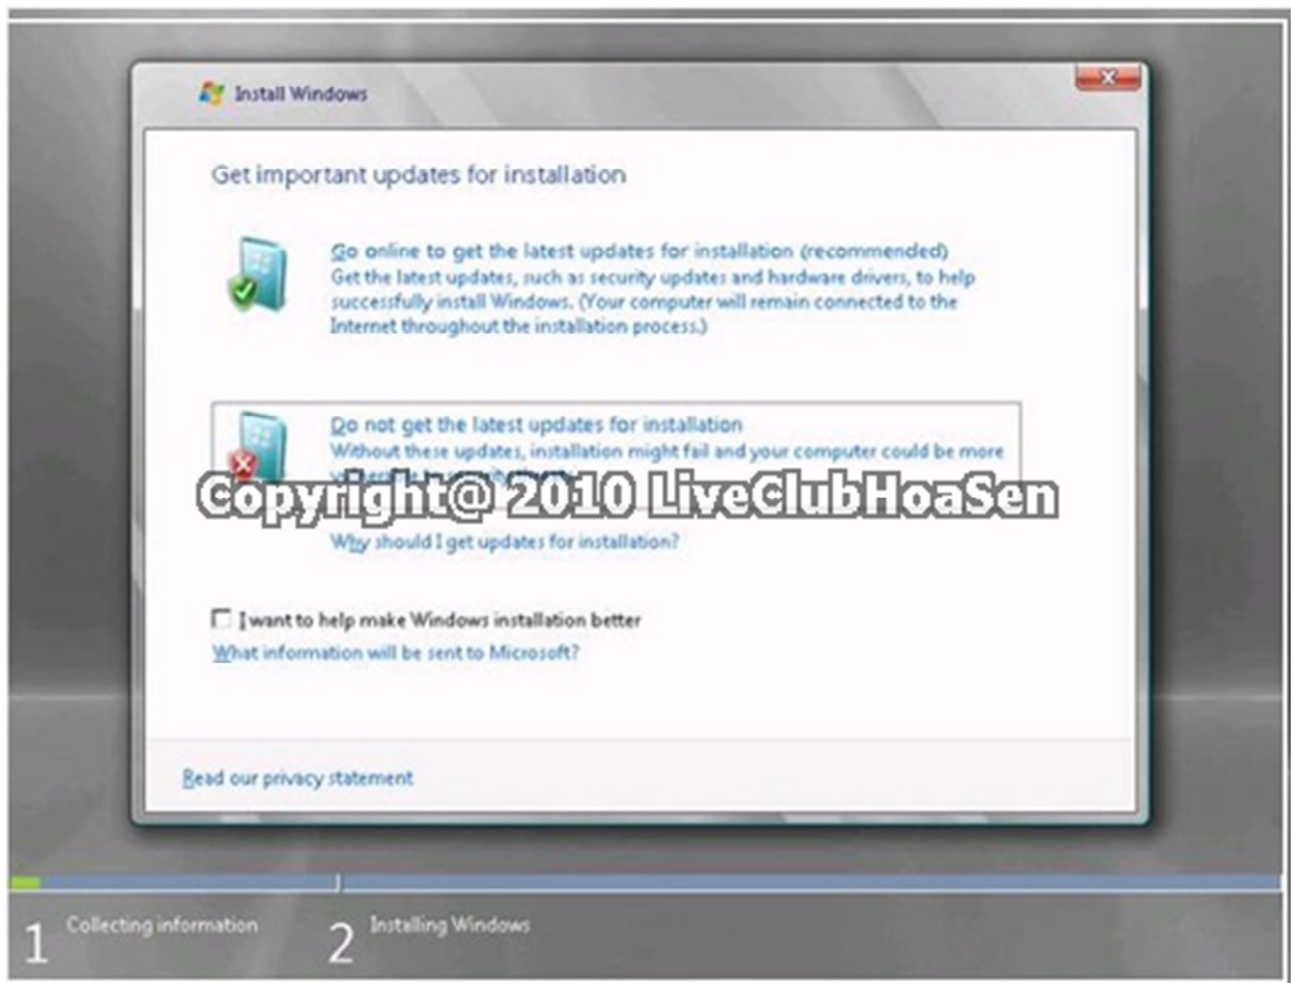 Install Windows
Get important updates for installation
Go online to get the latest updates for installation (recommended)
Get the latest updates, such as security updates and hardware drivers, to help
successfully install Windows. (Your computer will remain connected to the
Internet throughout the installation process.)
Do not get the latest updates for installation
Without these updates, installation might fail and your computer could be more
Copyright@ 2010 LiveClubHoaSen
Why should I get updates for installation?
I want to help make Windows installation better
What information will be sent to Microsoft?
Read our privacy statement
1 Collecting information 2 Installing Windows